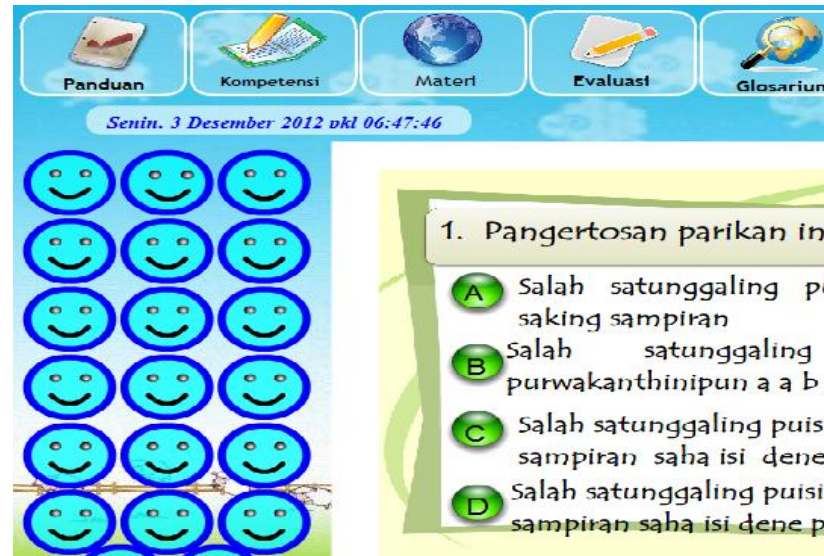 Panduan
Kompetensi
Materi
Evaluasi
Glosarium
Senin. 3 Desember 2012 pkl 06:47:46
1. Pangertosan parikan in
A Salah satunggaling pu
saking sampiran
B Salah satunggaling
purwakanthinipun a a b
C Salah satunggaling puis
sampiran saha isi dene
D Salah satunggaling puisi
sampiran saha isi dene p